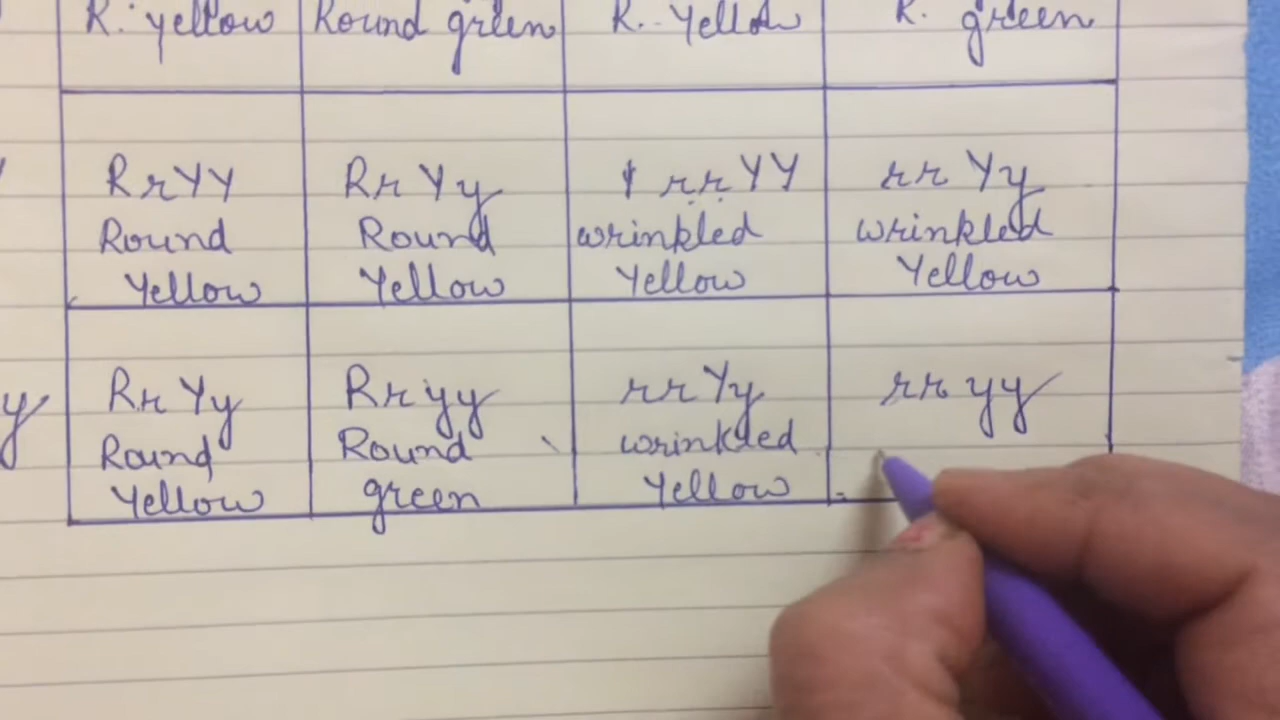 R. yellow Round green R. Yellow R. green
RrYY RrYy rrYY rrYy
Round Round wrinkled wrinkled
Yellow Yellow Yellow Yellow
y RrYy Rryy rrYy rryy
Round Round wrinkled
Yellow green Yellow